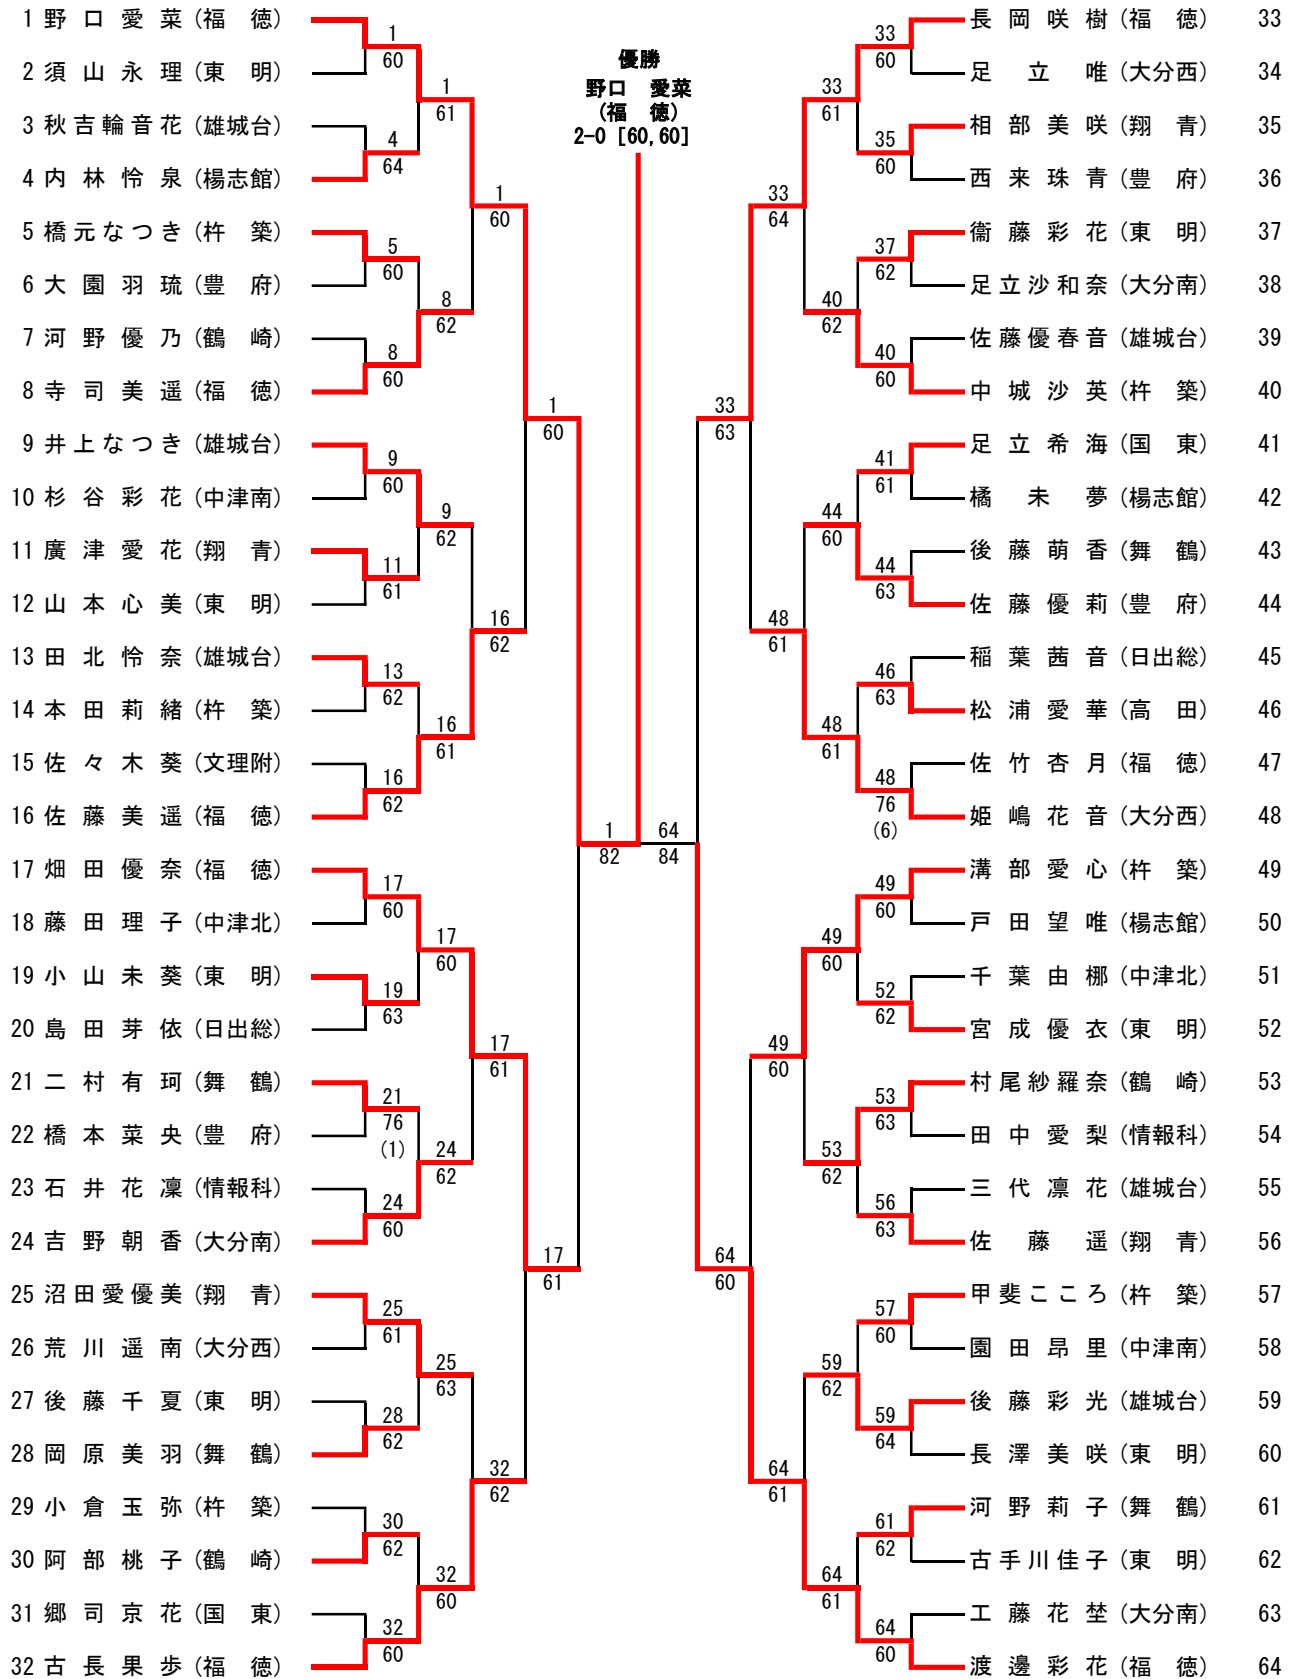 優勝
野口 愛菜
(福 徳)
2-0 [60,60]
1 野口愛菜 (福 徳)
2 須山永理 (東 明)
3 秋吉輪音花 (雄城台)
4 内林怜泉 (楊志館)
5 橋元なつき (杵 築)
6 大園羽琉 (豊 府)
7 河野優乃 (鶴 崎)
8 寺司美遥 (福 徳)
9 井上なつき (雄城台)
10 杉谷彩花 (中津南)
11 廣津愛花 (翔 青)
12 山本心美 (東 明)
13 田北怜奈 (雄城台)
14 本田莉緒 (杵 築)
15 佐々木葵 (文理附)
16 佐藤美遥 (福 徳)
17 畑田優奈 (福 徳)
18 藤田理子 (中津北)
19 小山未葵 (東 明)
20 島田芽依 (日出総)
21 二村有珂 (舞 鶴)
22 橋本菜央 (豊 府)
23 石井花凜 (情報科)
24 吉野朝香 (大分南)
25 沼田愛優美 (翔 青)
26 荒川遥南 (大分西)
27 後藤千夏 (東 明)
28 岡原美羽 (舞 鶴)
29 小倉玉弥 (杵 築)
30 阿部桃子 (鶴 崎)
31 郷司京花 (国 東)
32 古長果歩 (福 徳)
1
60
4
64
5
60
8
60
9
60
11
61
13
62
16
62
17
60
19
63
21
76
(1)
24
60
25
61
28
62
30
62
32
60
1
61
8
62
9
62
16
61
17
60
24
62
25
63
32
60
1
60
16
62
17
61
32
62
1
60
17
61
1
82
64
84
33
63
64
60
33
64
48
61
49
60
64
61
33
61
40
62
44
60
48
61
49
60
53
62
59
62
64
61
33
60
35
60
37
62
40
60
41
61
44
63
46
63
48
76
(6)
49
60
52
62
53
63
56
63
57
60
59
64
61
62
64
60
長岡咲樹 (福 徳) 33
足立唯 (大分西) 34
相部美咲 (翔 青) 35
西来珠青 (豊 府) 36
衞藤彩花 (東 明) 37
足立沙和奈 (大分南) 38
佐藤優春音 (雄城台) 39
中城沙英 (杵 築) 40
足立希海 (国 東) 41
橘未夢 (楊志館) 42
後藤萌香 (舞 鶴) 43
佐藤優莉 (豊 府) 44
稲葉茜音 (日出総) 45
松浦愛華 (高 田) 46
佐竹杏月 (福 徳) 47
姫嶋花音 (大分西) 48
溝部愛心 (杵 築) 49
戸田望唯 (楊志館) 50
千葉由梛 (中津北) 51
宮成優衣 (東 明) 52
村尾紗羅奈 (鶴 崎) 53
田中愛梨 (情報科) 54
三代凛花 (雄城台) 55
佐藤遥 (翔 青) 56
甲斐こころ (杵 築) 57
園田昂里 (中津南) 58
後藤彩光 (雄城台) 59
長澤美咲 (東 明) 60
河野莉子 (舞 鶴) 61
古手川佳子 (東 明) 62
工藤花埜 (大分南) 63
渡邊彩花 (福 徳) 64